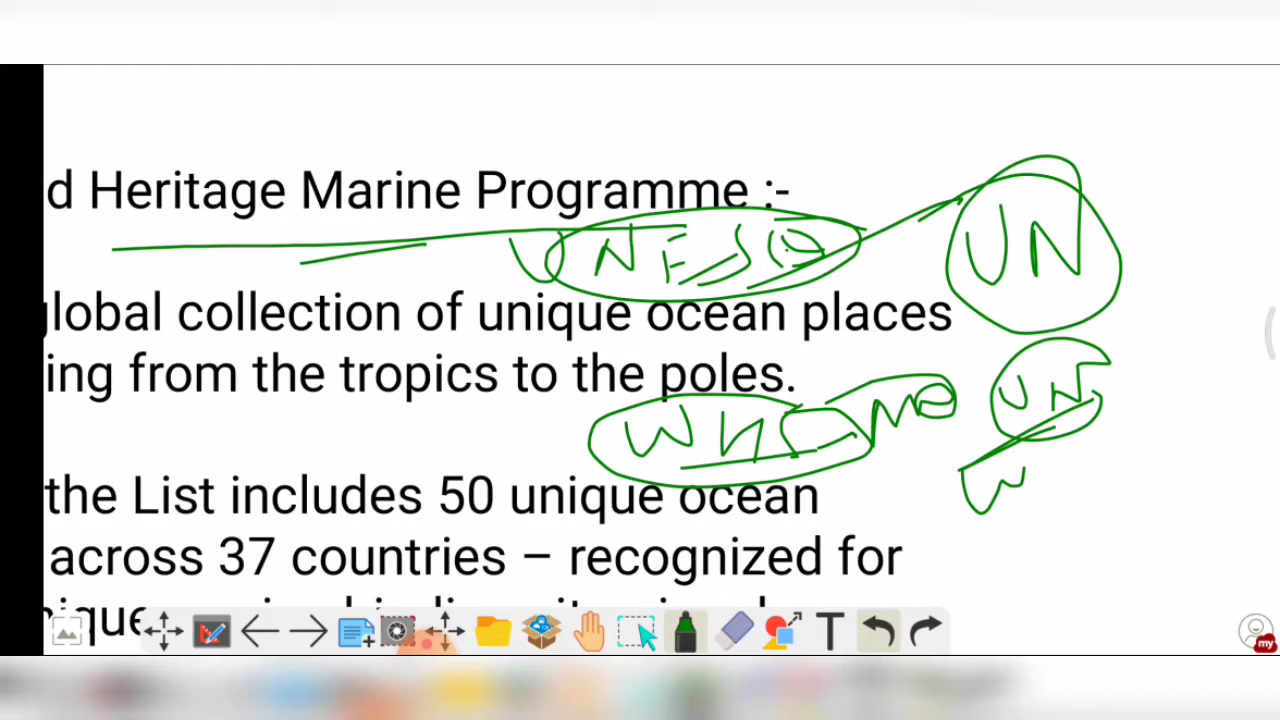 d Heritage Marine Programme :-
UNESCO
UN
global collection of unique ocean places
ing from the tropics to the poles.
UN
the List includes 50 unique ocean
across 37 countries – recognized for
T
my